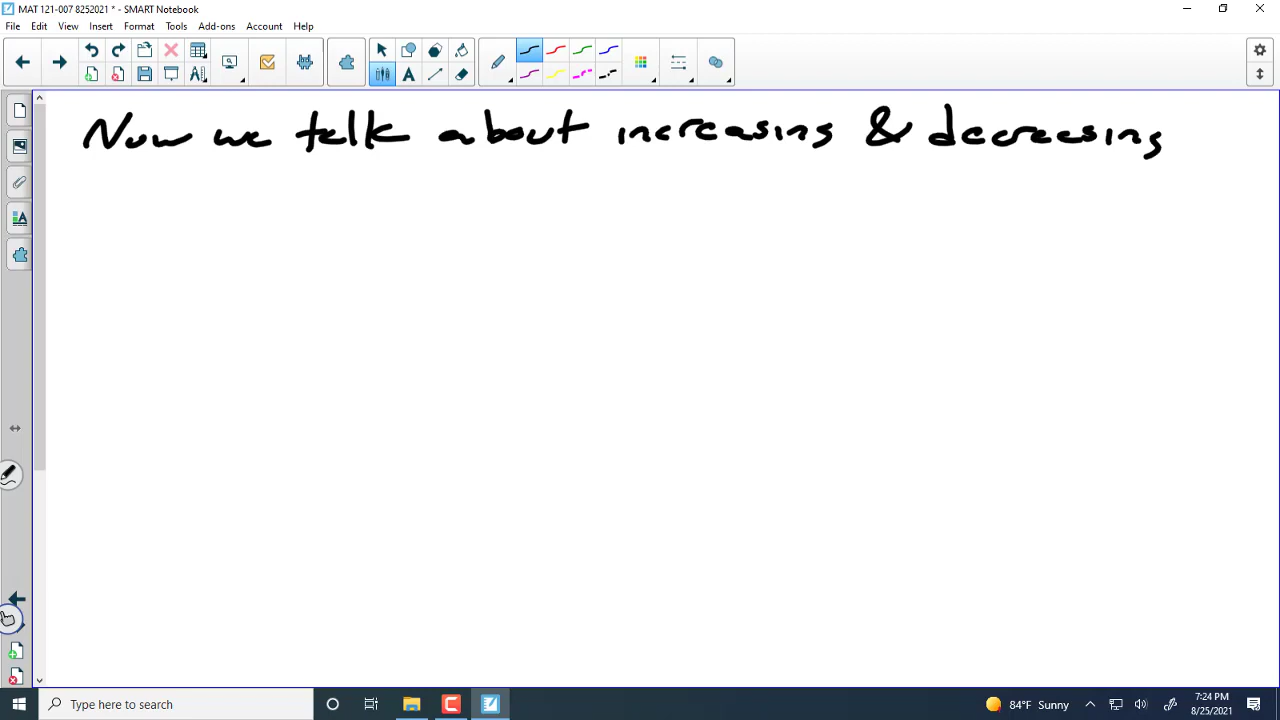 MAT 121-007 8252021 * - SMART Notebook
File Edit View Insert Format Tools Add-ons Account Help
Now we talk about increasing & decreasing
Type here to search
84°F Sunny
7:24 PM
8/25/2021